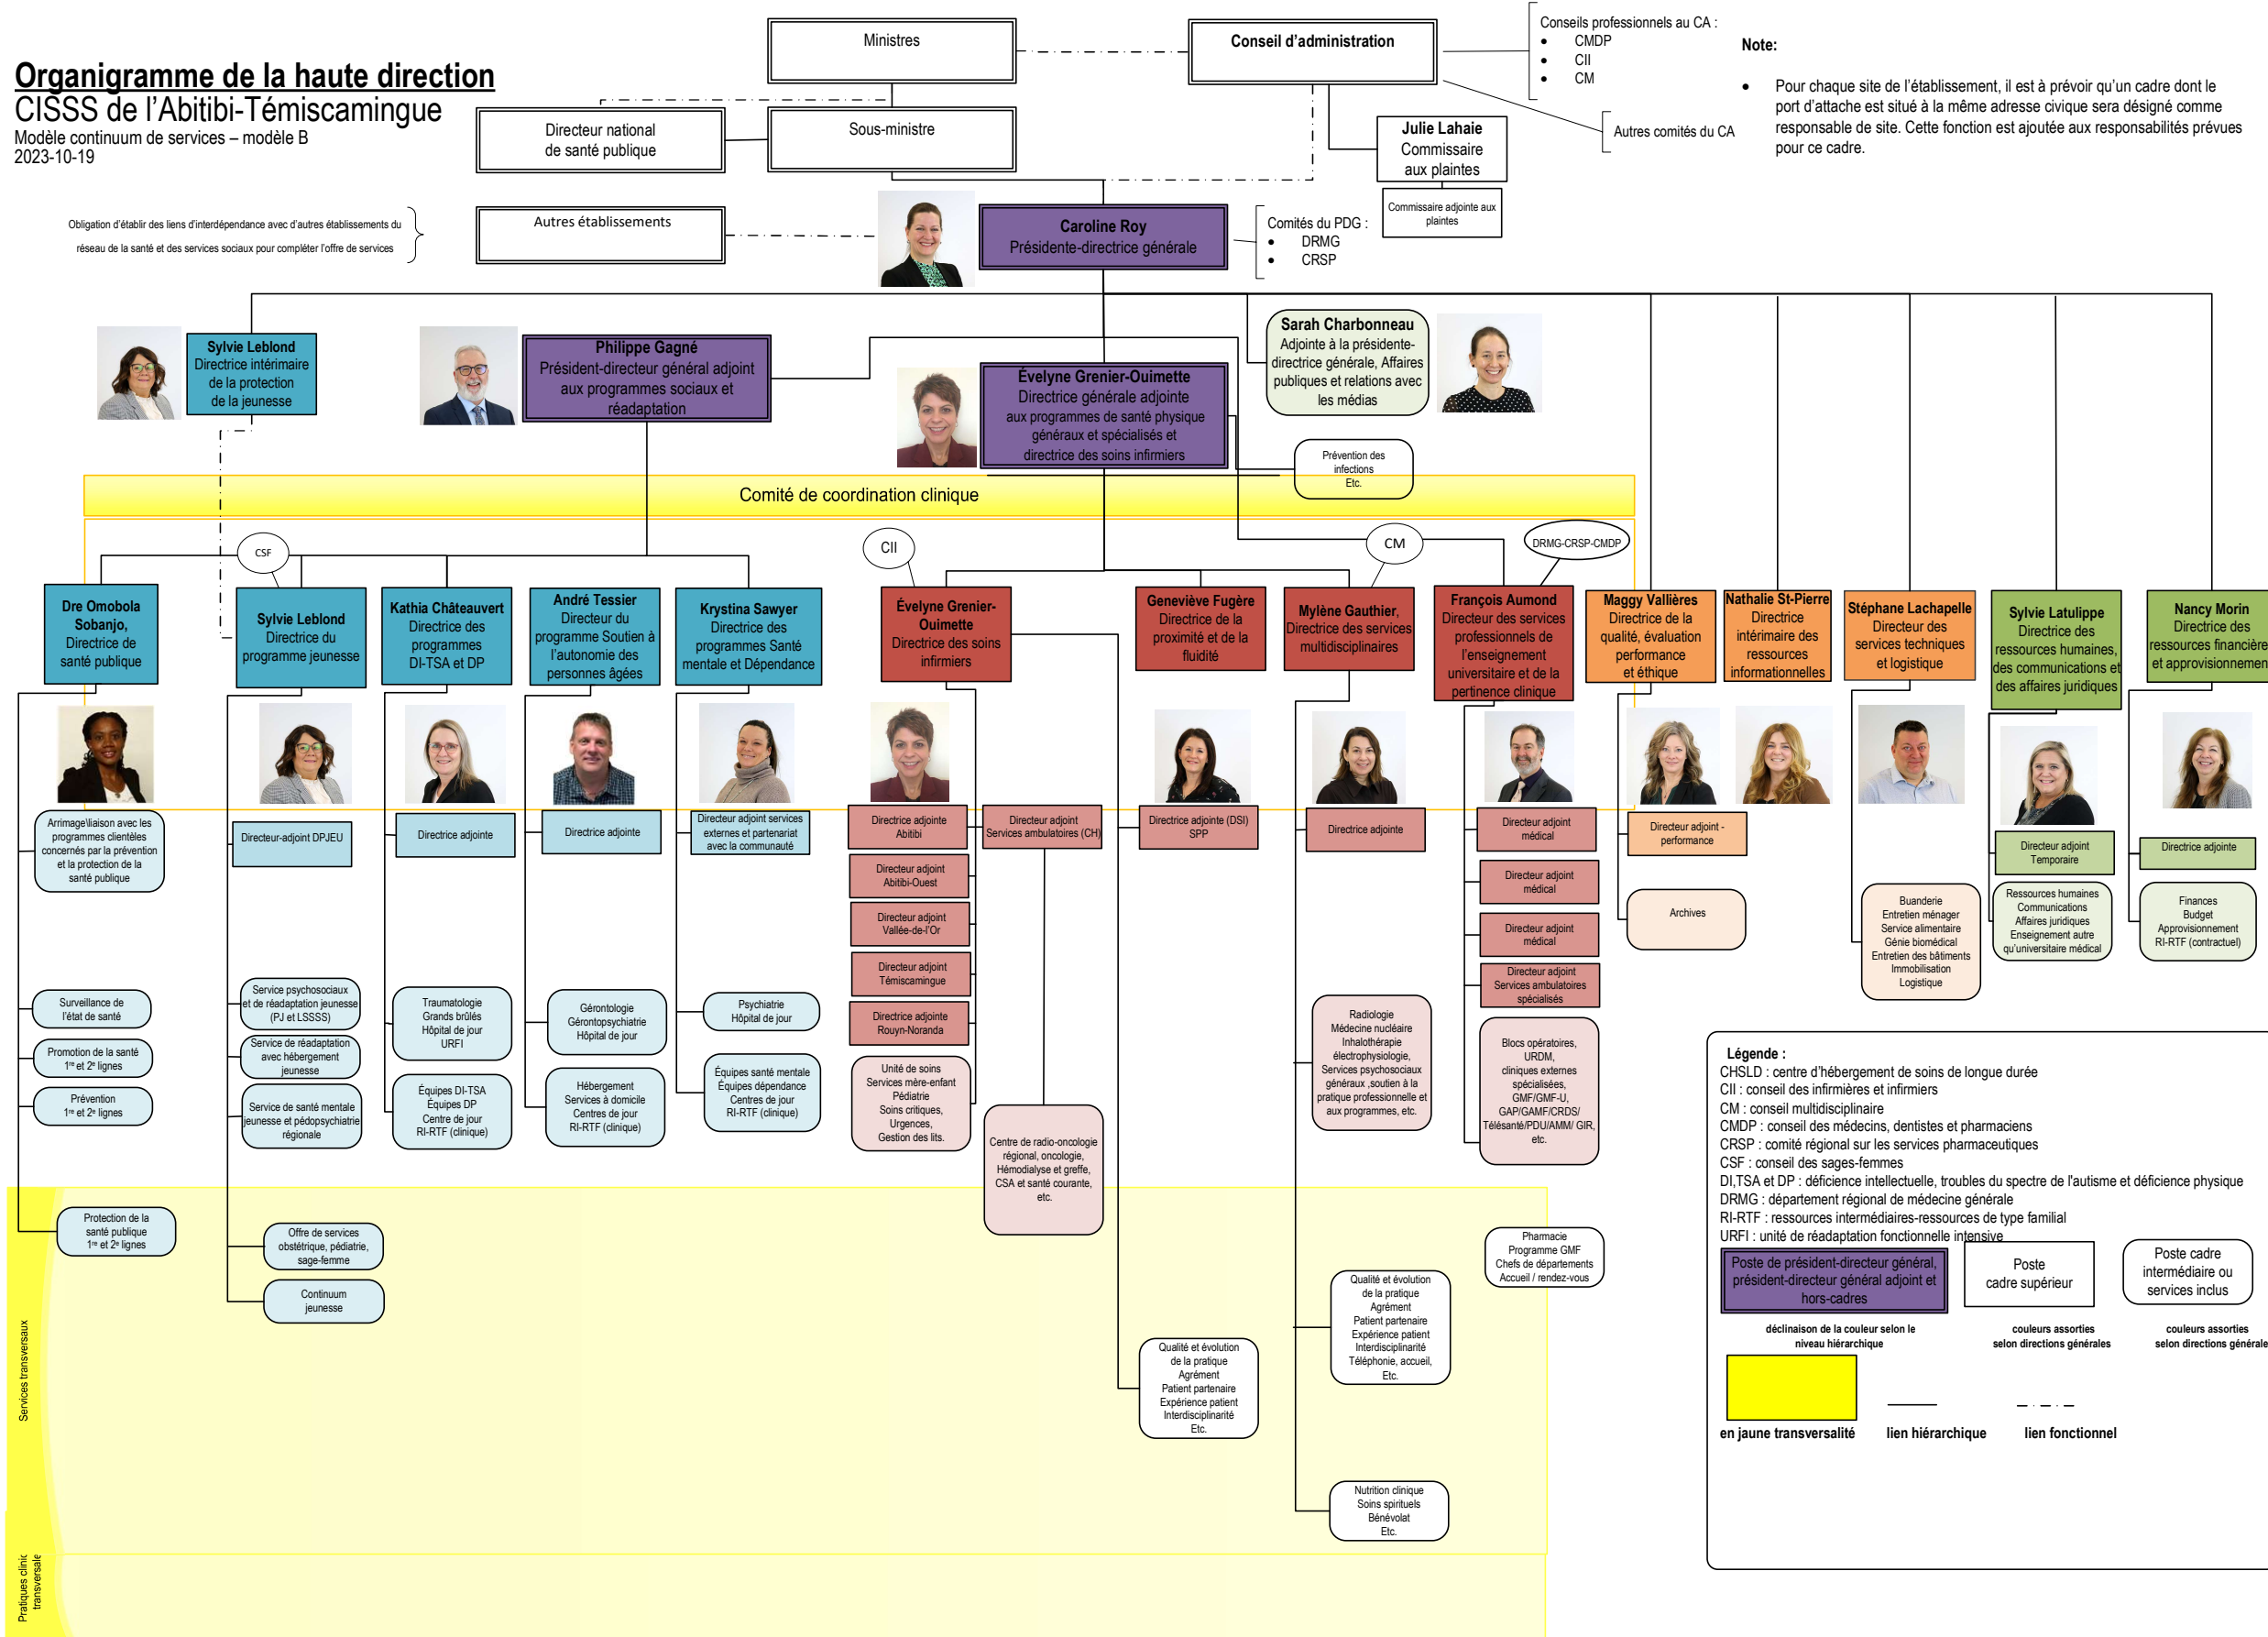 Organigramme de la haute direction
CISSS de l'Abitibi-Témiscamingue
Modèle continuum de services – modèle B
2023-10-19
Ministres
Conseil d'administration
Conseils professionnels au CA :
• CMDP
• CII
• CM
Autres comités du CA
Note:
• Pour chaque site de l'établissement, il est à prévoir qu'un cadre dont le
port d'attache est situé à la même adresse civique sera désigné comme
responsable de site. Cette fonction est ajoutée aux responsabilités prévues
pour ce cadre.
Directeur national
de santé publique
Sous-ministre
Julie Lahaie
Commissaire
aux plaintes
Commissaire adjointe aux
plaintes
Obligation d'établir des liens d'interdépendance avec d'autres établissements du
réseau de la santé et des services sociaux pour compléter l'offre de services
Autres établissements
Caroline Roy
Présidente-directrice générale
Comités du PDG :
• DRMG
• CRSP
Sylvie Leblond
Directrice intérimaire
de la protection
de la jeunesse
Philippe Gagné
Président-directeur général adjoint
aux programmes sociaux et
réadaptation
Évelyne Grenier-Ouimette
Directrice générale adjointe
aux programmes de santé physique
généraux et spécialisés et
directrice des soins infirmiers
Sarah Charbonneau
Adjointe à la présidente-
directrice générale, Affaires
publiques et relations avec
les médias
Prévention des
infections
Etc.
Comité de coordination clinique
CSF
CII
CM
DRMG-CRSP-CMDP
Dre Omobola
Sobanjo,
Directrice de
santé publique
Sylvie Leblond
Directrice du
programme jeunesse
Kathia Châteauvert
Directrice des
programmes
DI-TSA et DP
André Tessier
Directeur du
programme Soutien à
l'autonomie des
personnes âgées
Krystina Sawyer
Directrice des
programmes Santé
mentale et Dépendance
Évelyne Grenier-
Ouimette
Directrice des soins
infirmiers
Geneviève Fugère
Directrice de la
proximité et de la
fluidité
Mylène Gauthier,
Directrice des services
multidisciplinaires
François Aumond
Directeur des services
professionnels de
l'enseignement
universitaire et de la
pertinence clinique
Maggy Vallières
Directrice de la
qualité, évaluation
performance
et éthique
Nathalie St-Pierre
Directrice
intérimaire des
ressources
informationnelles
Stéphane Lachapelle
Directeur des
services techniques
et logistique
Sylvie Latulippe
Directrice des
ressources humaines,
des communications et
des affaires juridiques
Nancy Morin
Directrice des
ressources financière
et approvisionnemen
Arrimage\liaison avec les
programmes clientèles
concernés par la prévention
et la protection de la
santé publique
Surveillance de
l'état de santé
Promotion de la santé
1re et 2e lignes
Prévention
1re et 2e lignes
Protection de la
santé publique
1re et 2e lignes
Directeur-adjoint DPJEU
Service psychosociaux
et de réadaptation jeunesse
(PJ et LSSSS)
Service de réadaptation
avec hébergement
jeunesse
Service de santé mentale
jeunesse et pédopsychiatrie
régionale
Offre de services
obstétrique, pédiatrie,
sage-femme
Continuum
jeunesse
Directrice adjointe
Traumatologie
Grands brûlés
Hôpital de jour
URFI
Équipes DI-TSA
Équipes DP
Centre de jour
RI-RTF (clinique)
Directrice adjointe
Gérontologie
Gérontopsychiatrie
Hôpital de jour
Hébergement
Services à domicile
Centres de jour
RI-RTF (clinique)
Directeur adjoint services
externes et partenariat
avec la communauté
Psychiatrie
Hôpital de jour
Équipes santé mentale
Équipes dépendance
Centres de jour
RI-RTF (clinique)
Directrice adjointe
Abitibi
Directeur adjoint
Abitibi-Ouest
Directeur adjoint
Vallée-de-l'Or
Directeur adjoint
Témiscamingue
Directrice adjointe
Rouyn-Noranda
Unité de soins
Services mère-enfant
Pédiatrie
Soins critiques,
Urgences,
Gestion des lits.
Directeur adjoint
Services ambulatoires (CH)
Centre de radio-oncologie
régional, oncologie,
Hémodialyse et greffe,
CSA et santé courante,
etc.
Directrice adjointe (DSI)
SPP
Qualité et évolution
de la pratique
Agrément
Patient partenaire
Expérience patient
Interdisciplinarité
Etc.
Directrice adjointe
Radiologie
Médecine nucléaire
Inhalothérapie
électrophysiologie,
Services psychosociaux
généraux ,soutien à la
pratique professionnelle et
aux programmes, etc.
Qualité et évolution
de la pratique
Agrément
Patient partenaire
Expérience patient
Interdisciplinarité
Téléphonie, accueil,
Etc.
Nutrition clinique
Soins spirituels
Bénévolat
Etc.
Directeur adjoint
médical
Directeur adjoint
médical
Directeur adjoint
médical
Directeur adjoint
Services ambulatoires
spécialisés
Blocs opératoires,
URDM,
cliniques externes
spécialisées,
GMF/GMF-U,
GAP/GAMF/CRDS/
Télésanté/PDU/AMM/ GIR,
etc.
Pharmacie
Programme GMF
Chefs de départements
Accueil / rendez-vous
Directeur adjoint -
performance
Archives
Buanderie
Entretien ménager
Service alimentaire
Génie biomédical
Entretien des bâtiments
Immobilisation
Logistique
Directeur adjoint
Temporaire
Ressources humaines
Communications
Affaires juridiques
Enseignement autre
qu'universitaire médical
Directrice adjointe
Finances
Budget
Approvisionnement
RI-RTF (contractuel)
Services transversaux
Pratiques clinic
transversale
Légende :
CHSLD : centre d'hébergement de soins de longue durée
CII : conseil des infirmières et infirmiers
CM : conseil multidisciplinaire
CMDP : conseil des médecins, dentistes et pharmaciens
CRSP : comité régional sur les services pharmaceutiques
CSF : conseil des sages-femmes
DI,TSA et DP : déficience intellectuelle, troubles du spectre de l'autisme et déficience physique
DRMG : département régional de médecine générale
RI-RTF : ressources intermédiaires-ressources de type familial
URFI : unité de réadaptation fonctionnelle intensive
Poste de président-directeur général,
président-directeur général adjoint et
hors-cadres
Poste
cadre supérieur
Poste cadre
intermédiaire ou
services inclus
déclinaison de la couleur selon le
niveau hiérarchique
couleurs assorties
selon directions générales
couleurs assorties
selon directions générale
en jaune transversalité
lien hiérarchique
lien fonctionnel